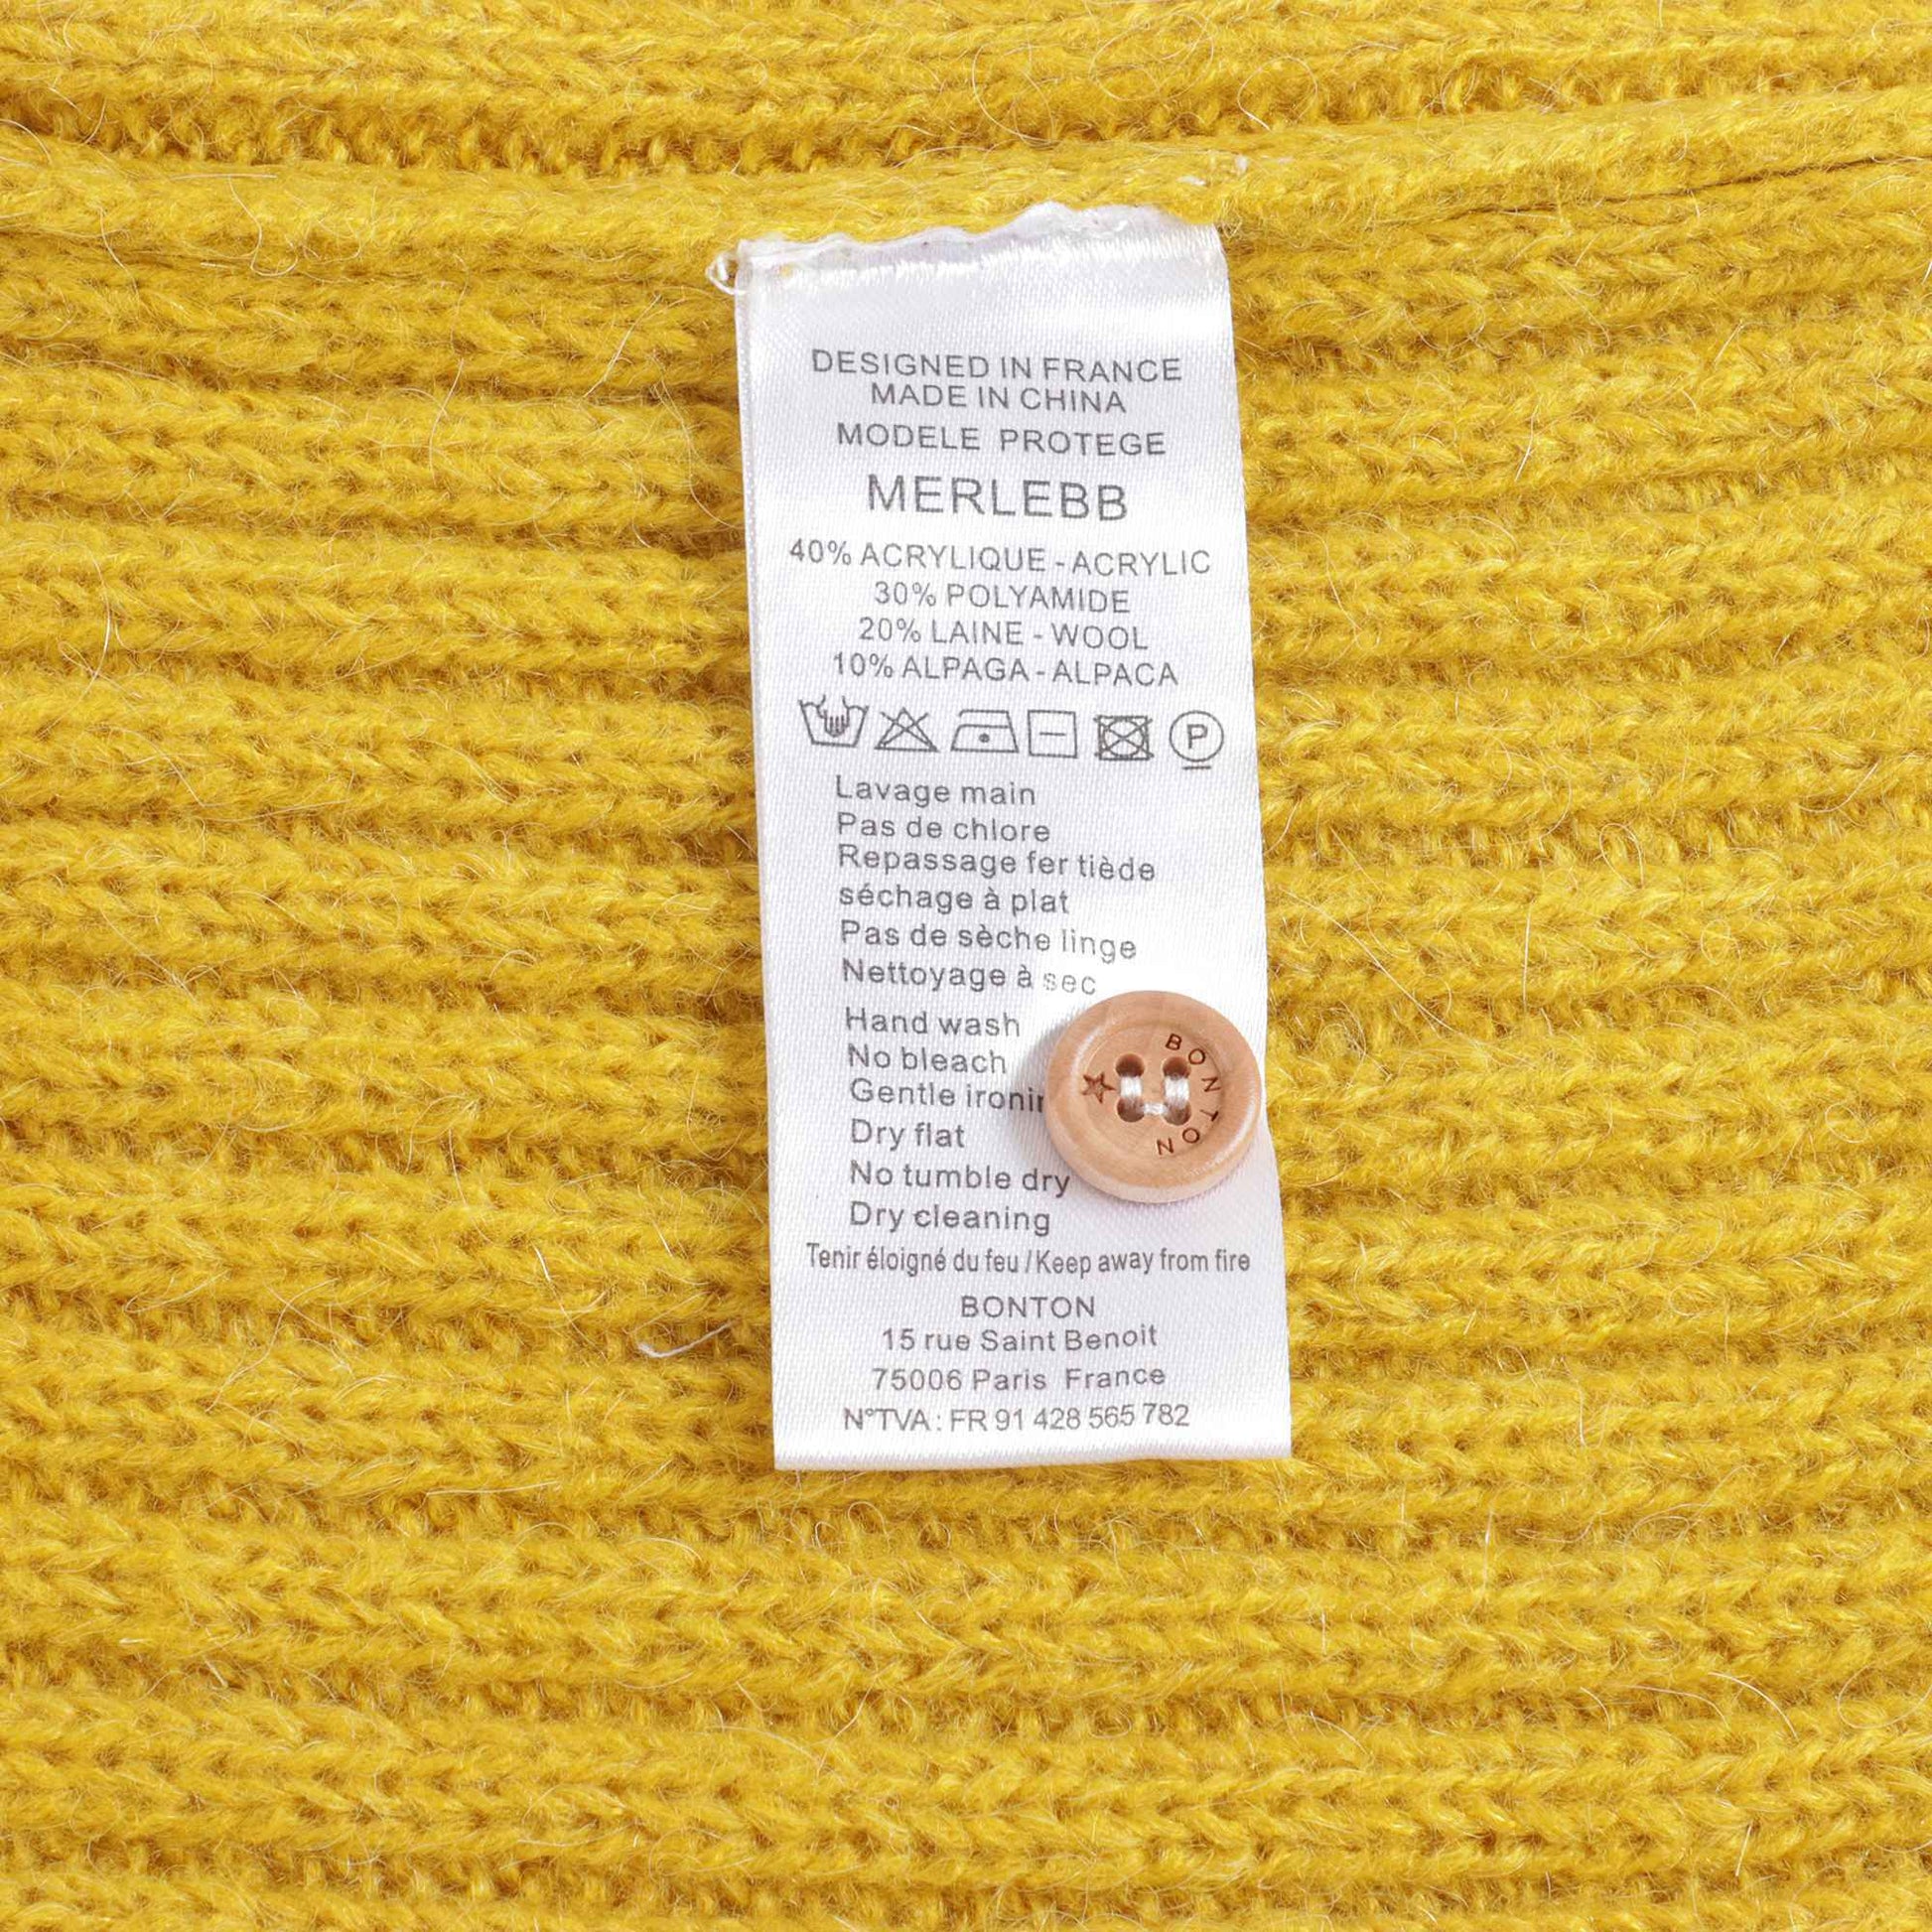 DESIGNED IN FRANCE
MADE IN CHINA
MODELE PROTEGE
MERLEBB
40% ACRYLIQUE - ACRYLIC
30% POLYAMIDE
20% LAINE - WOOL
10% ALPAGA - ALPACA
P
Lavage main
Pas de chlore
Repassage fer tiède
séchage à plat
Pas de sèche linge
Nettoyage à sec
Hand wash
No bleach
Gentle
Dry flat
No tumble dry
Dry cleaning
BONTON
Tenir éloigné du feu / Keep away from fire
BONTON
15 rue Saint Benoit
75006 Paris France
N°TVA : FR 91 428 565 782